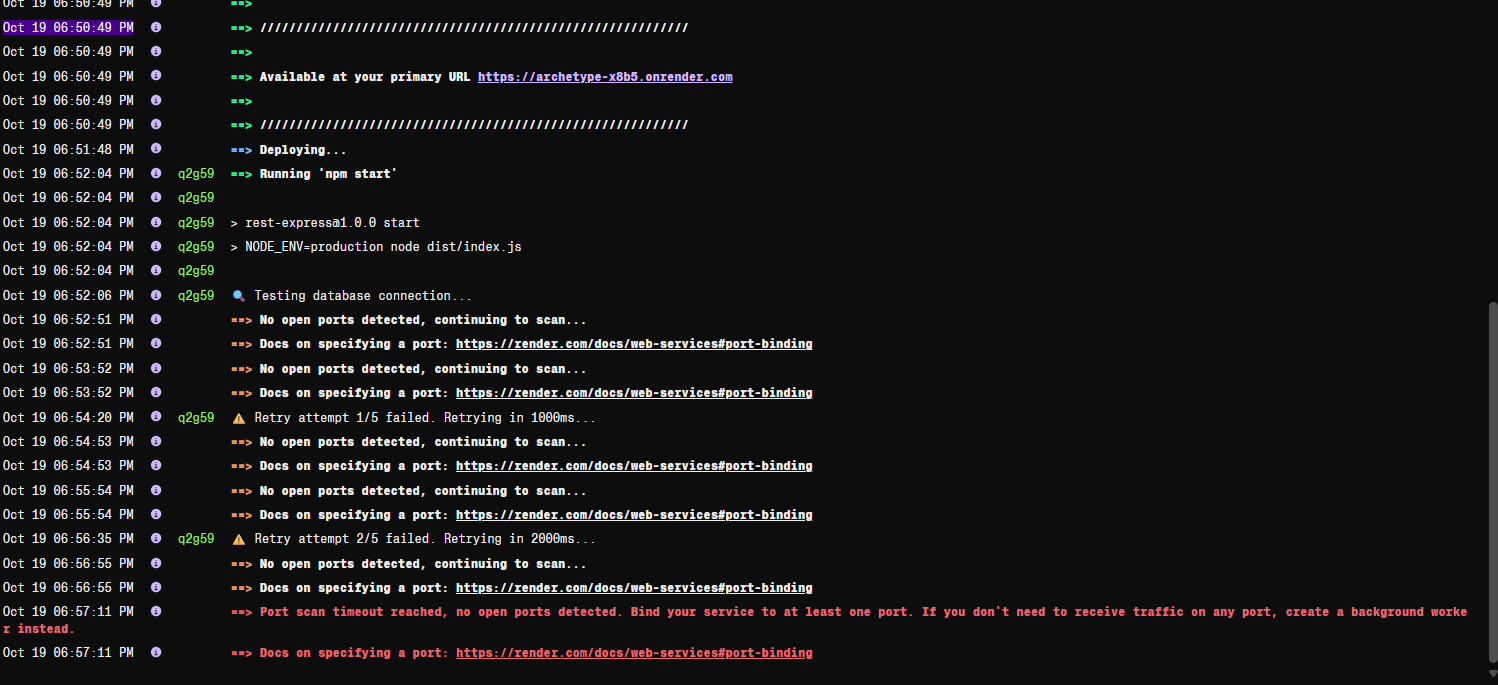 Oct 19 06:50:49 PM ==>
Oct 19 06:50:49 PM ==> ///////////////////////////////////////////////////////////
Oct 19 06:50:49 PM ==>
Oct 19 06:50:49 PM ==> Available at your primary URL https://archetype-x8b5.onrender.com
Oct 19 06:50:49 PM ==>
Oct 19 06:50:49 PM ==> ///////////////////////////////////////////////////////////
Oct 19 06:51:48 PM ==> Deploying...
Oct 19 06:52:04 PM q2g59 ==> Running 'npm start'
Oct 19 06:52:04 PM q2g59
Oct 19 06:52:04 PM q2g59 > rest-express@1.0.0 start
Oct 19 06:52:04 PM q2g59 > NODE_ENV=production node dist/index.js
Oct 19 06:52:04 PM q2g59
Oct 19 06:52:06 PM q2g59 🔍 Testing database connection...
Oct 19 06:52:51 PM ==> No open ports detected, continuing to scan...
Oct 19 06:52:51 PM ==> Docs on specifying a port: https://render.com/docs/web-services#port-binding
Oct 19 06:53:52 PM ==> No open ports detected, continuing to scan...
Oct 19 06:53:52 PM ==> Docs on specifying a port: https://render.com/docs/web-services#port-binding
Oct 19 06:54:20 PM q2g59 ⚠️ Retry attempt 1/5 failed. Retrying in 1000ms...
Oct 19 06:54:53 PM ==> No open ports detected, continuing to scan...
Oct 19 06:54:53 PM ==> Docs on specifying a port: https://render.com/docs/web-services#port-binding
Oct 19 06:55:54 PM ==> No open ports detected, continuing to scan...
Oct 19 06:55:54 PM ==> Docs on specifying a port: https://render.com/docs/web-services#port-binding
Oct 19 06:56:35 PM q2g59 ⚠️ Retry attempt 2/5 failed. Retrying in 2000ms...
Oct 19 06:56:55 PM ==> No open ports detected, continuing to scan...
Oct 19 06:56:55 PM ==> Docs on specifying a port: https://render.com/docs/web-services#port-binding
Oct 19 06:57:11 PM ==> Port scan timeout reached, no open ports detected. Bind your service to at least one port. If you don't need to receive traffic on any port, create a background worke
r instead.
Oct 19 06:57:11 PM ==> Docs on specifying a port: https://render.com/docs/web-services#port-binding